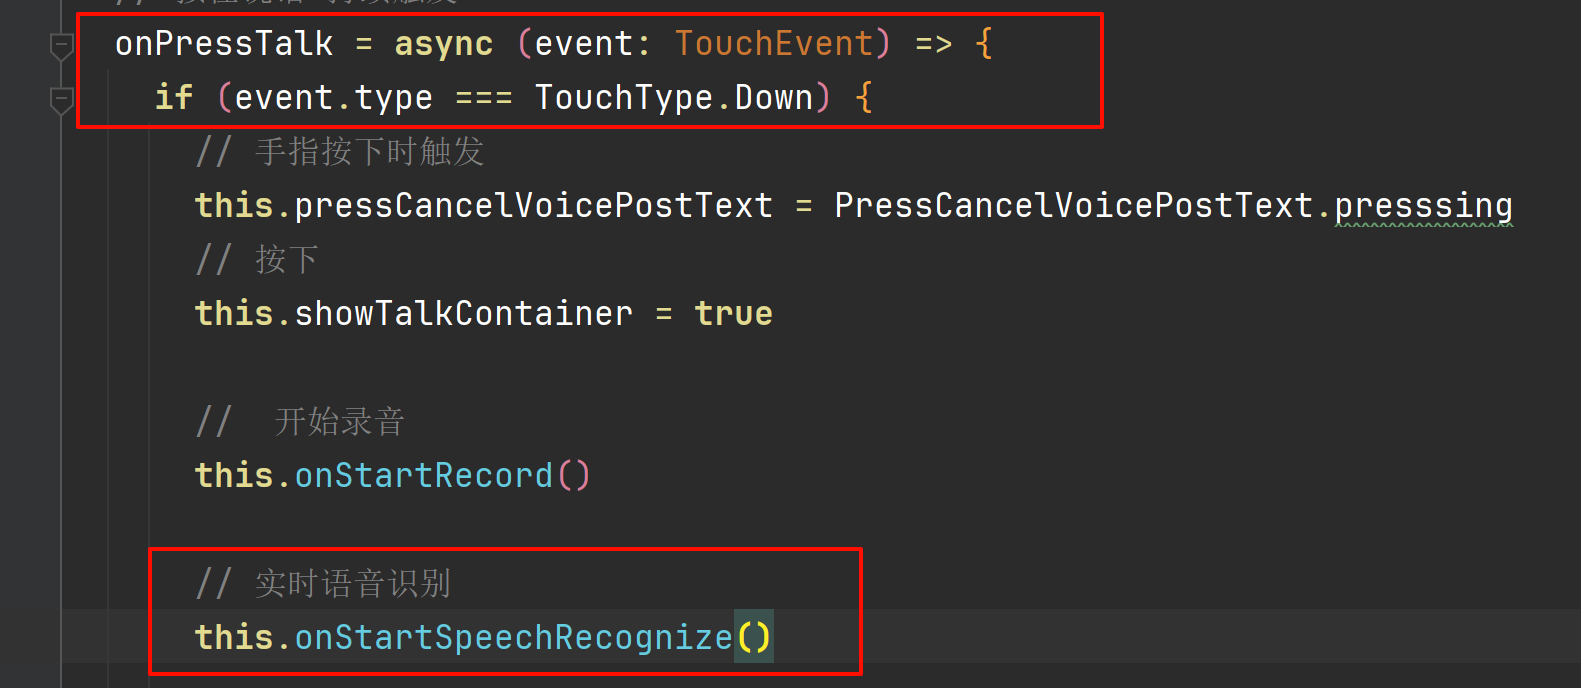 onPressTalk = async (event: TouchEvent) => {
if (event.type === TouchType.Down) {
// 手指按下时触发
this.pressCancelVoicePostText = PressCancelVoicePostText.presssing
// 按下
this.showTalkContainer = true
// 开始录音
this.onStartRecord()
// 实时语音识别
this.onStartSpeechRecognize()